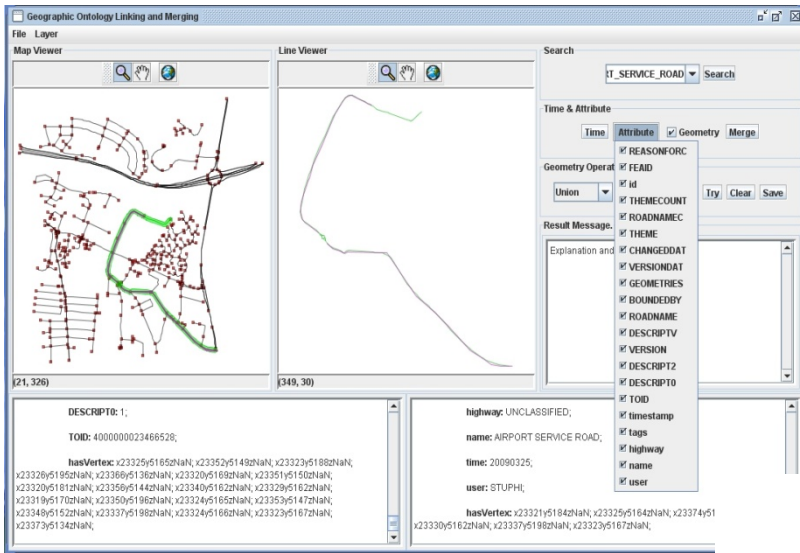 Geographic Ontology Linking and Merging
File Layer
Map Viewer
Line Viewer
Search
RT_SERVICE_ROAD Search
Time & Attribute
Time Attribute Geometry Merge
REASONFORC
FEAID
id
THEMECOUNT
ROADNAMEC
THEME
CHANGEDDAT
VERSIONDAT
GEOMETRIES
BOUNDEDBY
ROADNAME
DESCRIPTV
VERSION
DESCRIPT2
DESCRIPT0
TOID
timestamp
tags
highway
name
user
Geometry Operat
Union Try Clear Save
Result Message.
Explanation and
(21, 326)
(349, 30)
DESCRIPT0: 1;
TOID: 4000000023466528;
hasVertex: x23325y5165zNaN; x23352y5149zNaN; x23323y5188zNaN;
x23326y5195zNaN; x23366y5136zNaN; x23320y5169zNaN; x23351y5150zNaN;
x23320y5181zNaN; x23356y5144zNaN; x23340y5162zNaN; x23329y5162zNaN;
x23319y5170zNaN; x23350y5196zNaN; x23324y5165zNaN; x23353y5147zNaN;
x23348y5152zNaN; x23337y5198zNaN; x23324y5166zNaN; x23323y5167zNaN;
x23373y5134zNaN;
highway: UNCLASSIFIED;
name: AIRPORT SERVICE ROAD;
time: 20090325;
user: STUPHI;
hasVertex: x23321y5184zNaN; x23325y5164zNaN; x23374y51
x23330y5162zNaN; x23337y5198zNaN; x23323y5167zNaN;